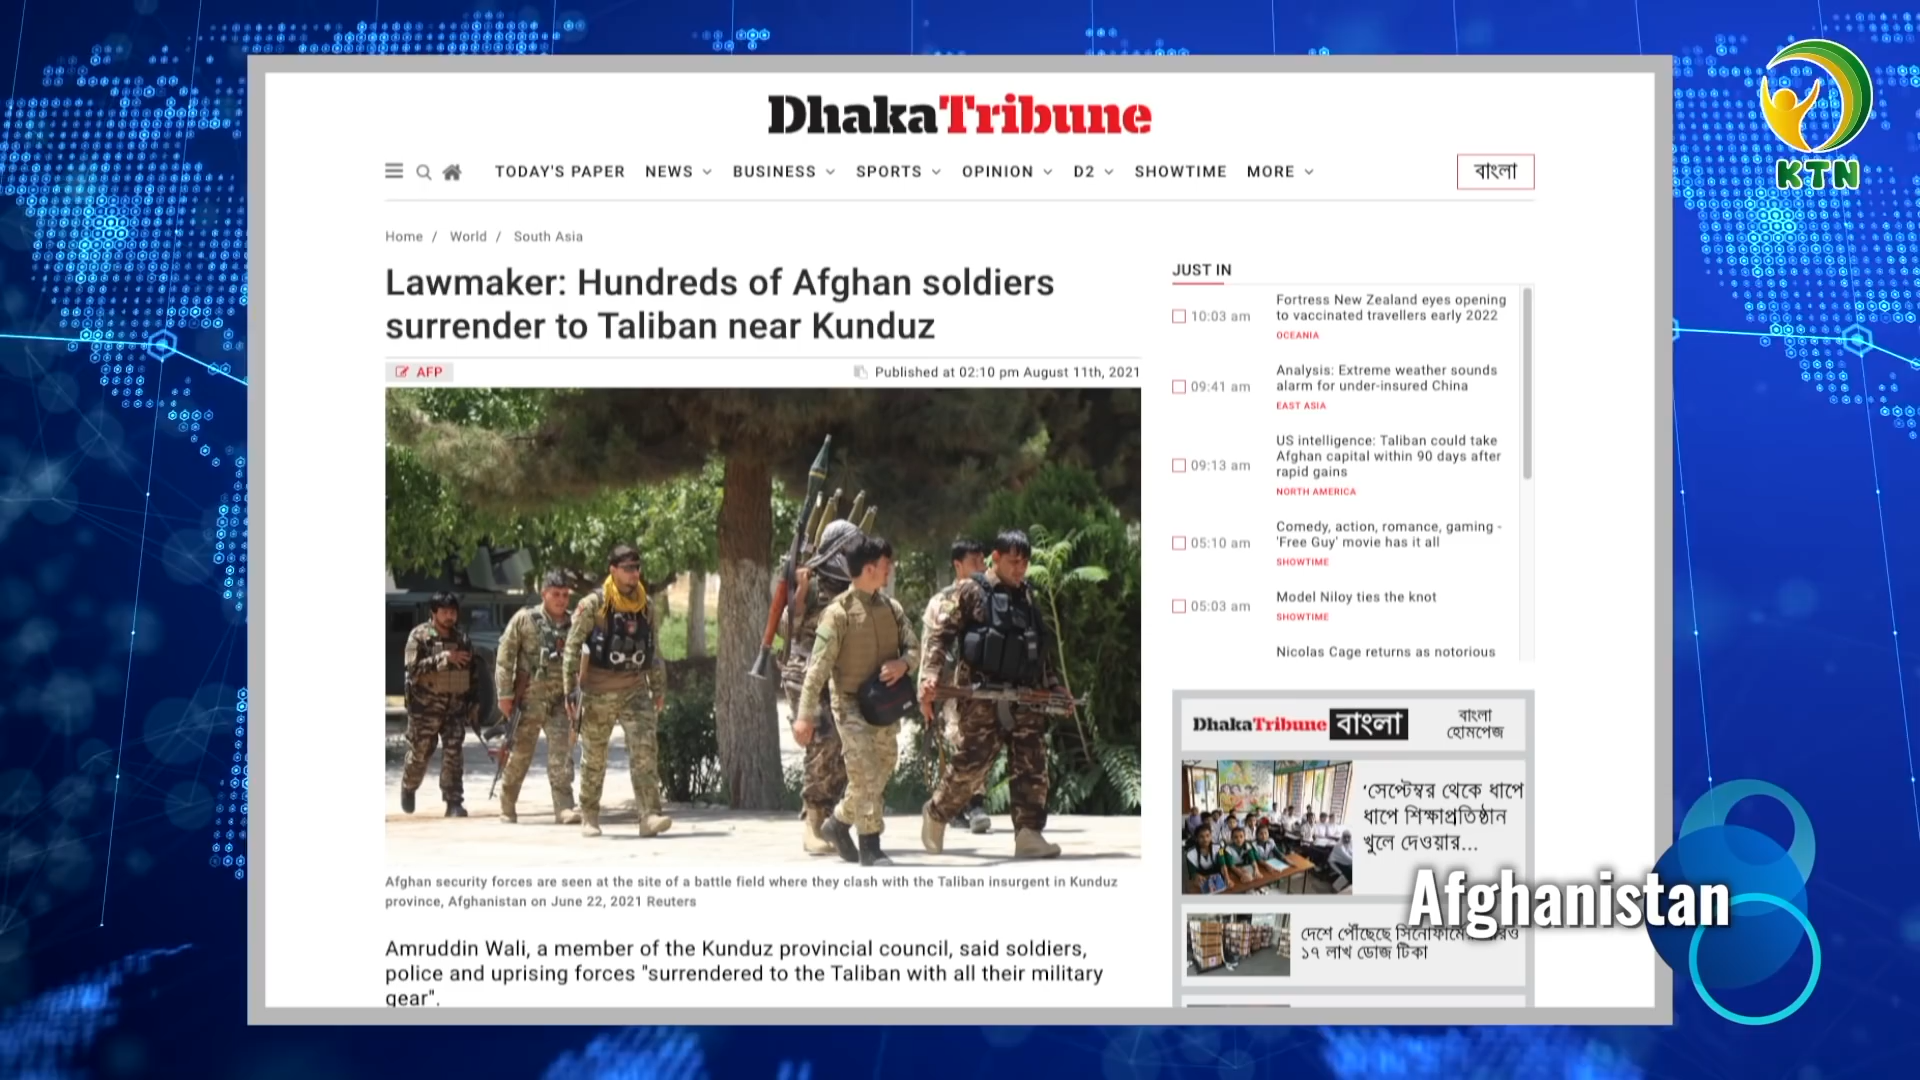 DhakaTribune
TODAY'S PAPER NEWS BUSINESS SPORTS OPINION D2 SHOWTIME MORE
বাংলা
KTN
Home / World / South Asia
Lawmaker: Hundreds of Afghan soldiers
surrender to Taliban near Kunduz
AFP
Published at 02:10 pm August 11th, 2021
Afghan security forces are seen at the site of a battle field where they clash with the Taliban insurgent in Kunduz
province, Afghanistan on June 22, 2021 Reuters
Amruddin Wali, a member of the Kunduz provincial council, said soldiers,
police and uprising forces "surrendered to the Taliban with all their military
gear".
JUST IN
10:03 am
Fortress New Zealand eyes opening
to vaccinated travellers early 2022
OCEANIA
09:41 am
Analysis: Extreme weather sounds
alarm for under-insured China
EAST ASIA
09:13 am
US intelligence: Taliban could take
Afghan capital within 90 days after
rapid gains
NORTH AMERICA
05:10 am
Comedy, action, romance, gaming -
'Free Guy' movie has it all
SHOWTIME
05:03 am
Model Niloy ties the knot
SHOWTIME
Nicolas Cage returns as notorious
DhakaTribune বাংলা
বাংলা
হোমপেজ
‘সেপ্টেম্বর থেকে ধাপে
ধাপে শিক্ষাপ্রতিষ্ঠান
খুলে দেওয়ার...
Afghanistan
দেশে পৌঁছেছে
১৭ লাখ ডোজ টিকা